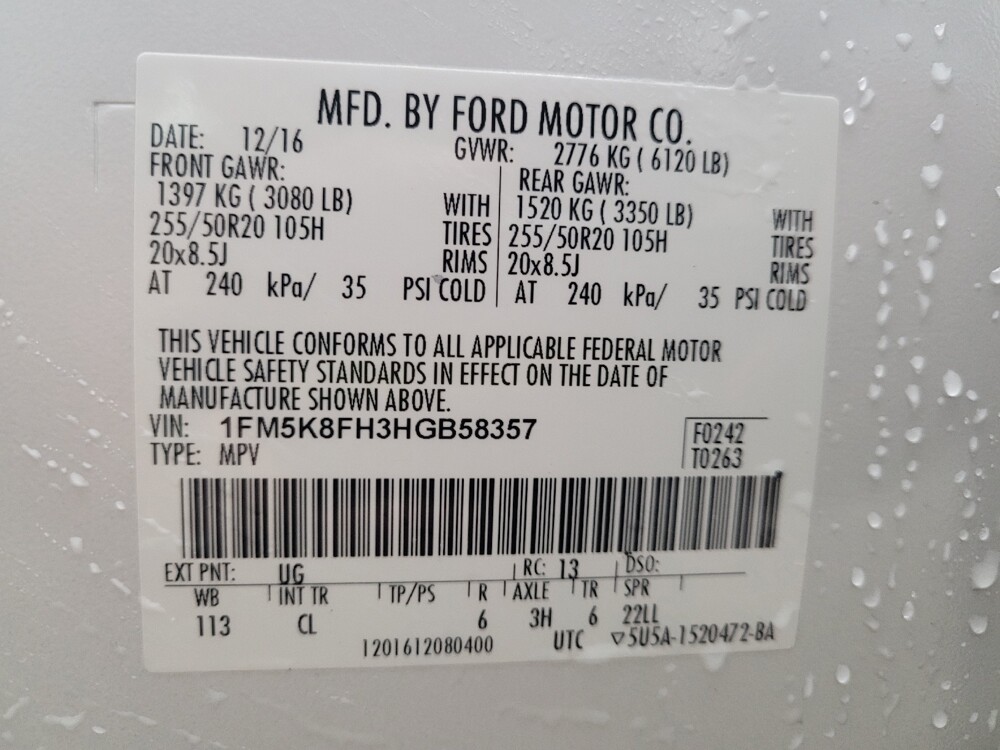 MFD. BY FORD MOTOR CO.
DATE: 12/16 GVWR: 2776 KG ( 6120 LB)
FRONT GAWR: REAR GAWR:
1397 KG ( 3080 LB) WITH 1520 KG ( 3350 LB) WITH
255/50R20 105H TIRES 255/50R20 105H TIRES
20x8.5J RIMS 20x8.5J RIMS
AT 240 kPa/ 35 PSI COLD AT 240 kPa/ 35 PSI COLD
THIS VEHICLE CONFORMS TO ALL APPLICABLE FEDERAL MOTOR
VEHICLE SAFETY STANDARDS IN EFFECT ON THE DATE OF
MANUFACTURE SHOWN ABOVE.
VIN: 1FM5K8FH3HGB58357 F0242
TYPE: MPV T0263
EXT PNT: UG RC: 13 DSO:
WB INT TR TP/PS R AXLE TR SPR
113 CL 6 3H 6 22LL
1201612080400 UTC ▽5U5A-1520472-BA